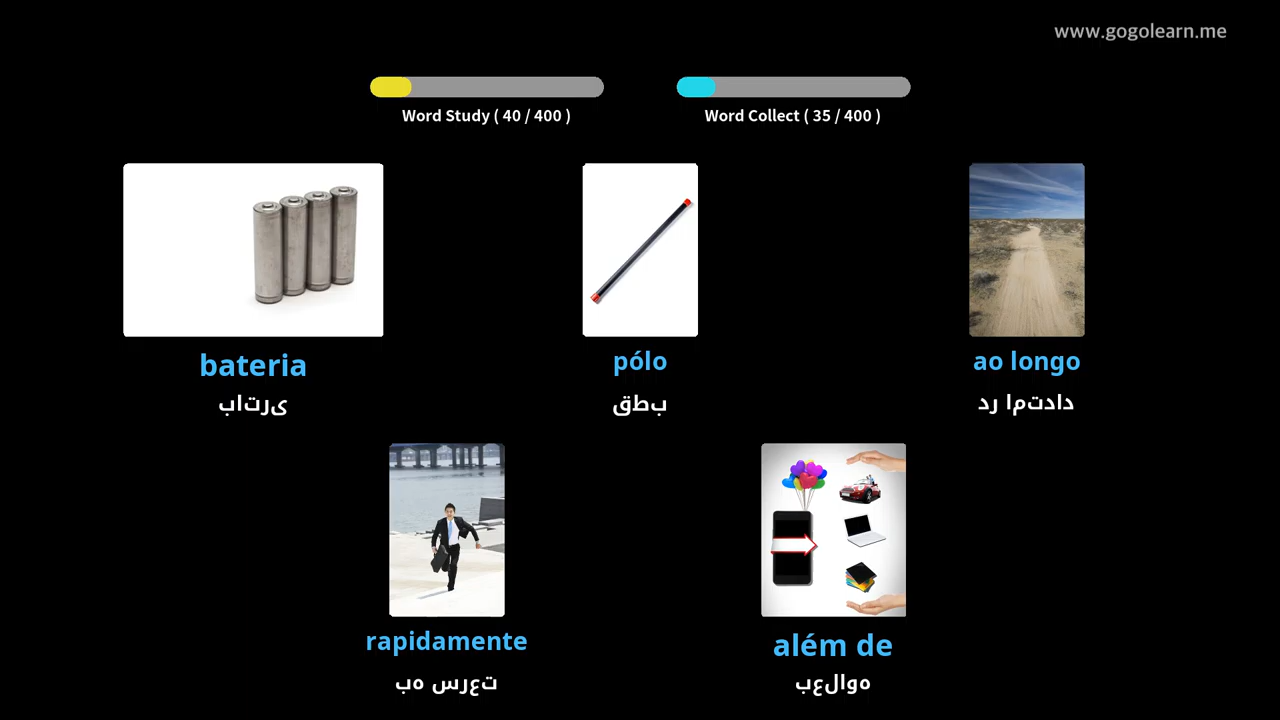 www.gogolearn.me
Word Study ( 40 / 400 )
Word Collect ( 35 / 400 )
bateria
باتری
pólo
قطب
ao longo
در امتداد
rapidamente
به سرعت
além de
بعلاوه